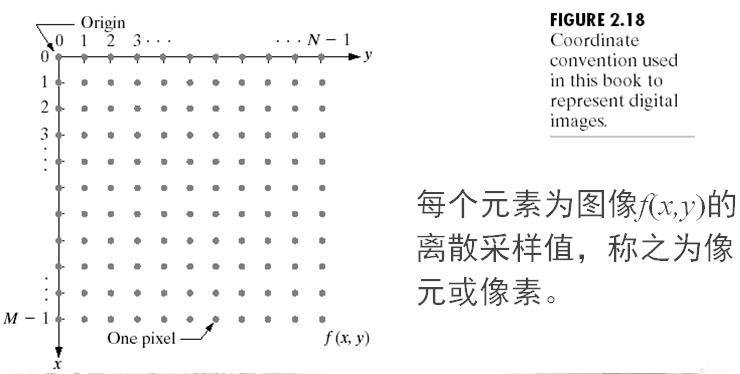 Origin
0 1 2 3 · · · · · · N − 1
0 y
1
2
3
M − 1
One pixel
f (x, y)
x
FIGURE 2.18
Coordinate
convention used
in this book to
represent digital
images.
每个元素为图像f(x,y)的
离散采样值，称之为像
元或像素。